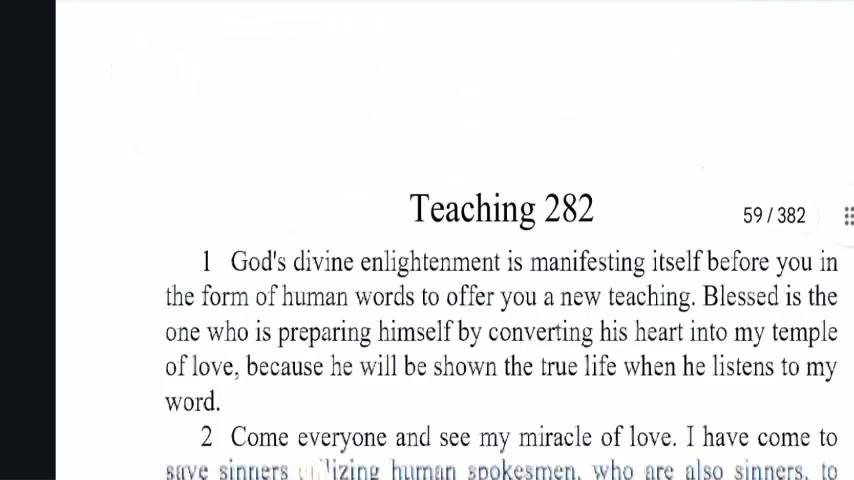 Teaching 282
59 / 382
1 God's divine enlightenment is manifesting itself before you in
the form of human words to offer you a new teaching. Blessed is the
one who is preparing himself by converting his heart into my temple
of love, because he will be shown the true life when he listens to my
word.
2 Come everyone and see my miracle of love. I have come to
save sinners utilizing human spokesmen, who are also sinners, to